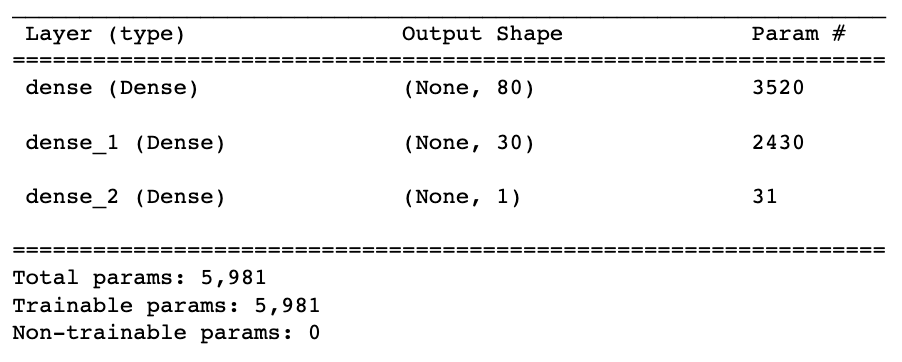 Layer (type) Output Shape Param #
=================================================================
dense (Dense) (None, 80) 3520
dense_1 (Dense) (None, 30) 2430
dense_2 (Dense) (None, 1) 31
=================================================================
Total params: 5,981
Trainable params: 5,981
Non-trainable params: 0